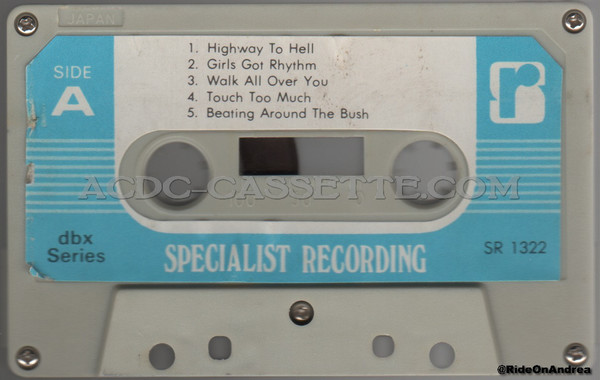 JAPAN
1. Highway To Hell
2. Girls Got Rhythm
3. Walk All Over You
4. Touch Too Much
5. Beating Around The Bush
SIDE
A
ACDC-CASSETTE.COM
dbx
Series
SPECIALIST RECORDING
SR 1322
@RideOnAndrea